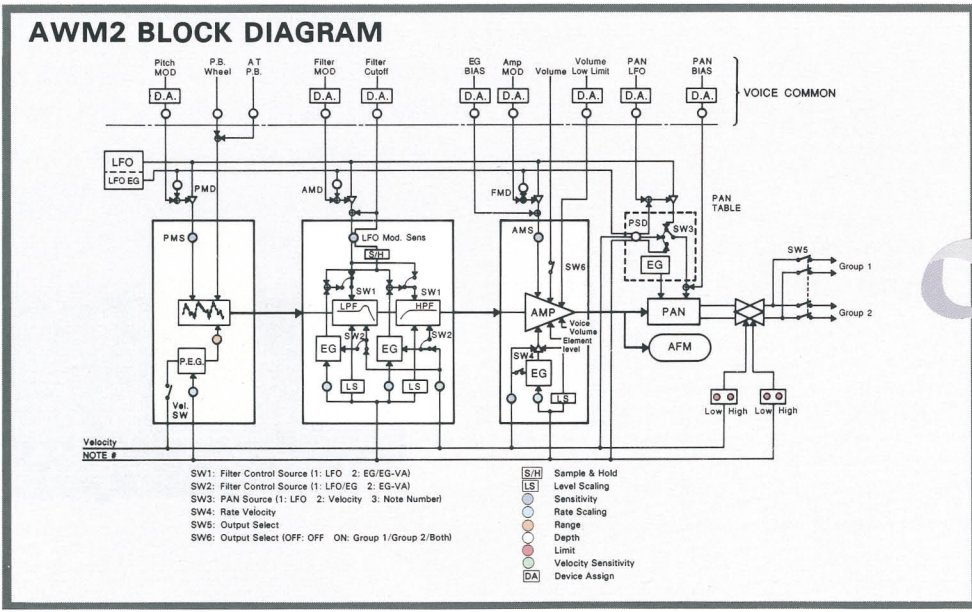 AWM2 BLOCK DIAGRAM
Pitch MOD
P.B. Wheel
A T P.B.
Filter MOD
Filter Cutoff
EG BIAS
Amp MOD
Volume
Volume Low Limit
PAN LFO
PAN BIAS
D.A.
D.A.
D.A.
D.A.
D.A.
D.A.
D.A.
VOICE COMMON
LFO
LFO EG
PMD
AMD
FMD
PAN TABLE
PMS
LFO Mod. Sens
S/H
AMS
PSD
SW3
SW5
Group 1
Group 2
SW6
EG
SW1
SW1
LPF
HPF
AMP
PAN
SW2
SW2
Voice Volume
Element level
AFM
EG
EG
SW4
EG
P.E.G.
LS
LS
LS
Vel. SW
Low High
Low High
Velocity
NOTE #
SW1: Filter Control Source (1: LFO 2: EG/EG-VA)
SW2: Filter Control Source (1: LFO/EG 2: EG-VA)
SW3: PAN Source (1: LFO 2: Velocity 3: Note Number)
SW4: Rate Velocity
SW5: Output Select
SW6: Output Select (OFF: OFF ON: Group 1/Group 2/Both)
S/H Sample & Hold
LS Level Scaling
Sensitivity
Rate Scaling
Range
Depth
Limit
Velocity Sensitivity
DA Device Assign